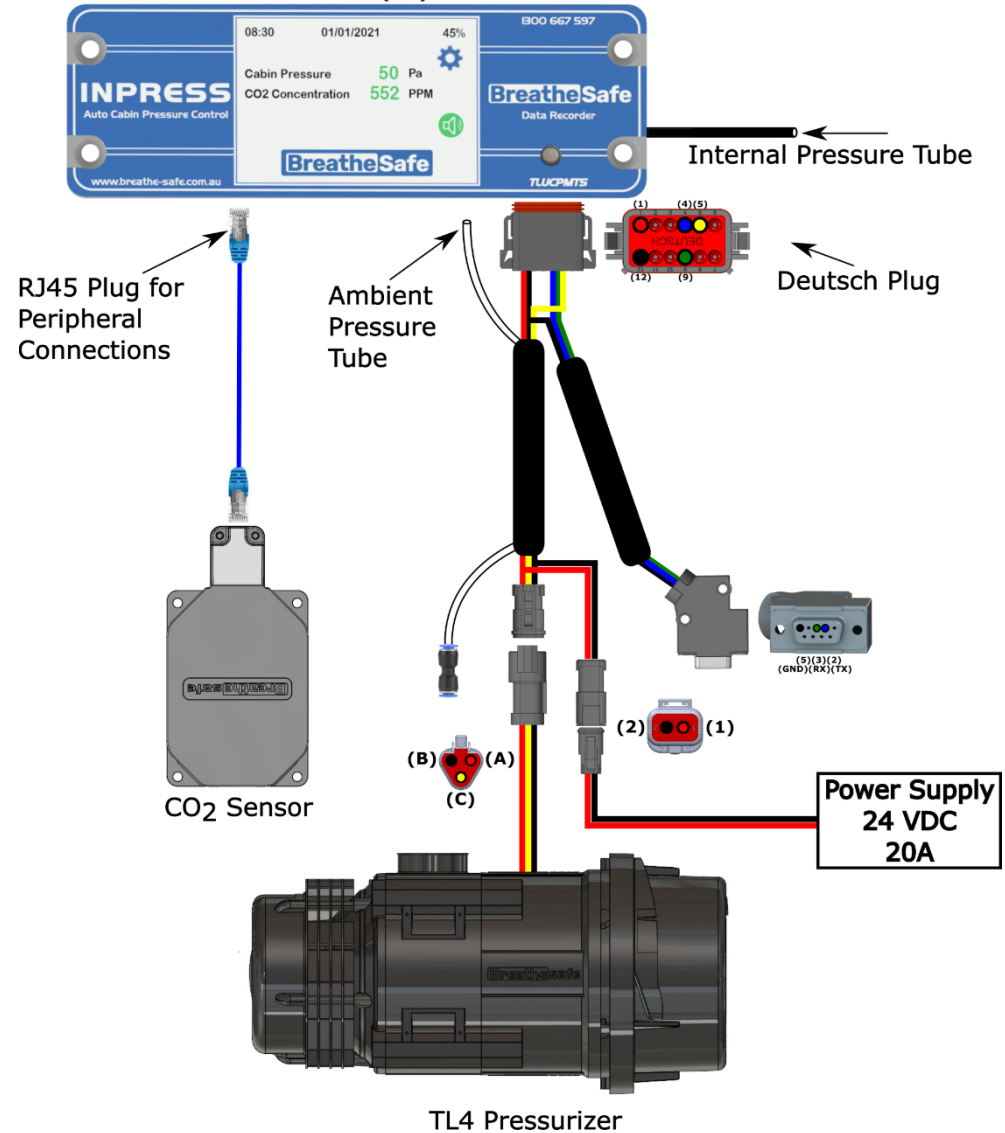 1300 667 597
08:30 01/01/2021 45%
Cabin Pressure 50 Pa
CO2 Concentration 552 PPM
INPRESS
Auto Cabin Pressure Control
BreatheSafe
Data Recorder
BreatheSafe
www.breathe-safe.com.au
TLUCPMTS
Internal Pressure Tube
(1) (4)(5)
DEUTSCH
(12) (9)
Deutsch Plug
RJ45 Plug for
Peripheral
Connections
Ambient
Pressure
Tube
(5)(3)(2)
(GND)(RX)(TX)
Breathesafe
CO2 Sensor
(B) (A)
(C)
(2) (1)
Power Supply
24 VDC
20A
Breathesafe
TL4 Pressurizer